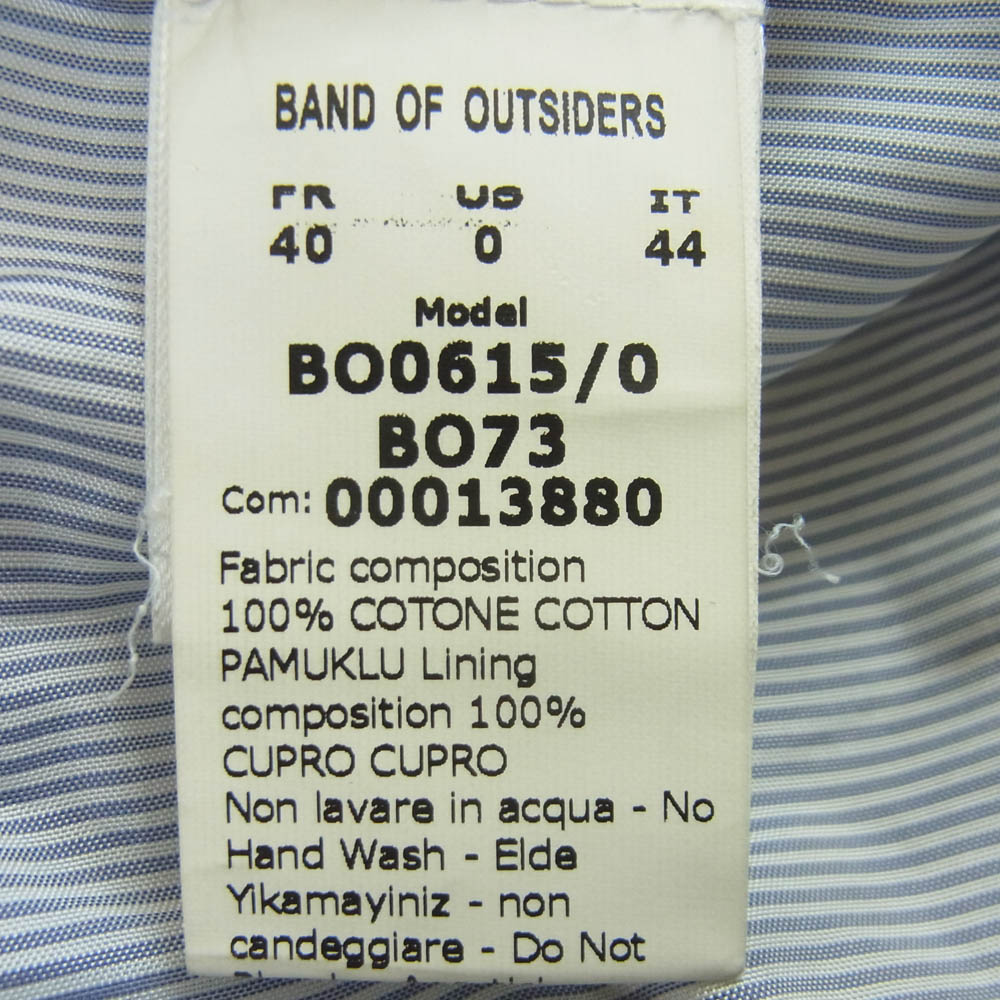 BAND OF OUTSIDERS
FR US IT
40 0 44
Model
BO0615/0
BO73
Com: 00013880
Fabric composition
100% COTONE COTTON
PAMUKLU Lining
composition 100%
CUPRO CUPRO
Non lavare in acqua - No
Hand Wash - Elde
Yikamayiniz - non
candeggiare - Do Not